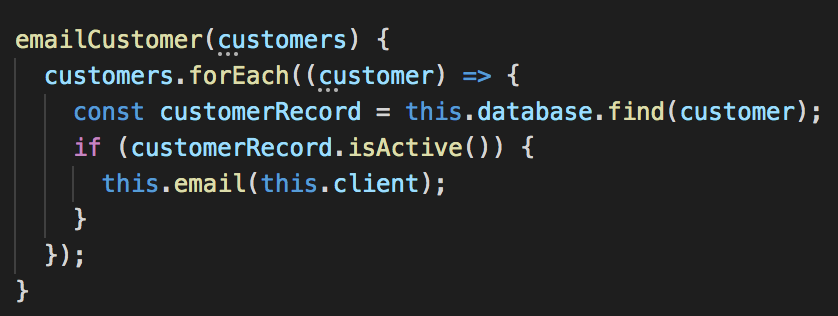 emailCustomer(customers) {
customers.forEach((customer) => {
const customerRecord = this.database.find(customer);
if (customerRecord.isActive()) {
this.email(this.client);
}
});
}